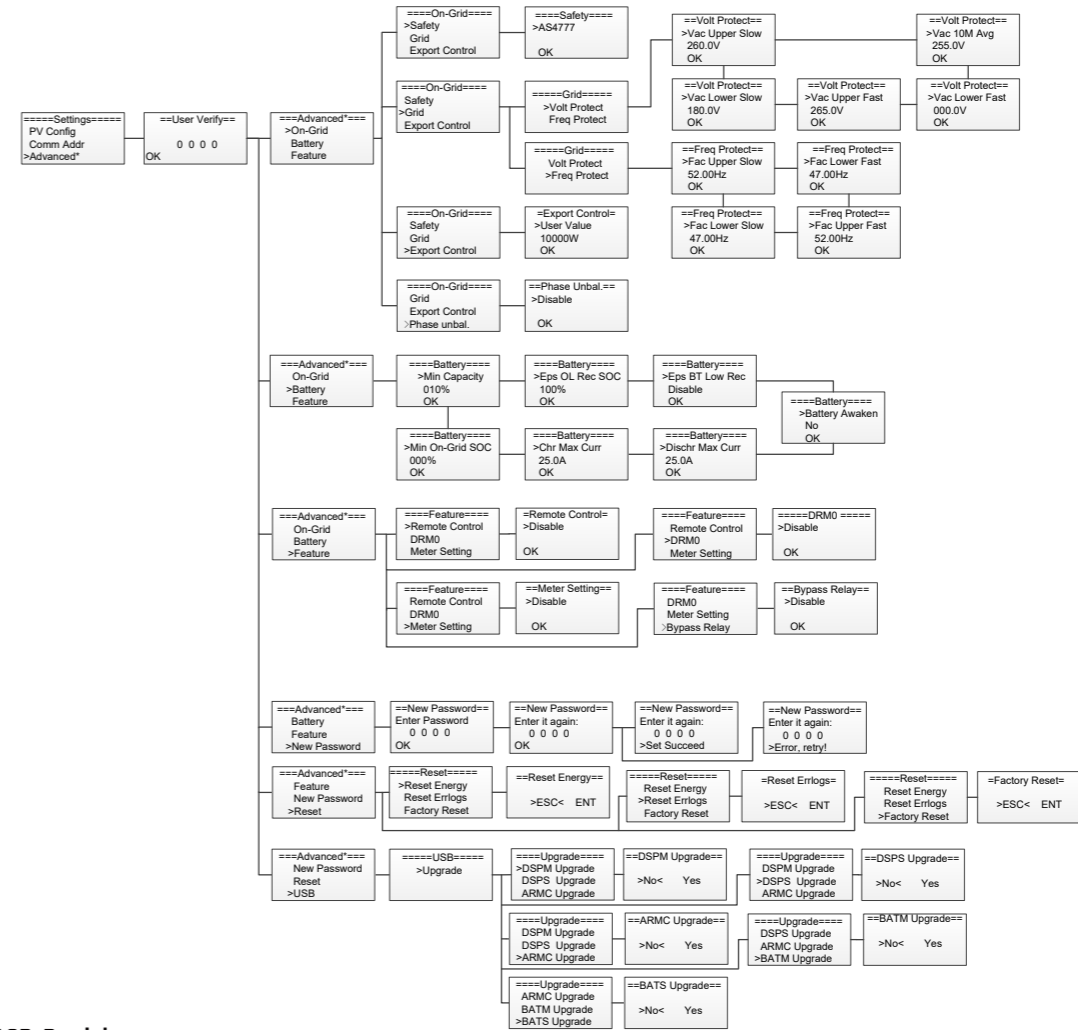 =====Settings=====
PV Config
Comm Addr
>Advanced*
==User Verify==
0 0 0 0
OK
===Advanced*===
>On-Grid
Battery
Feature
====On-Grid====
>Safety
Grid
Export Control
====Safety====
>AS4777
OK
====On-Grid====
Safety
>Grid
Export Control
=====Grid=====
>Volt Protect
Freq Protect
==Volt Protect==
>Vac Upper Slow
260.0V
OK
==Volt Protect==
>Vac 10M Avg
255.0V
OK
==Volt Protect==
>Vac Lower Slow
180.0V
OK
==Volt Protect==
>Vac Upper Fast
265.0V
OK
==Volt Protect==
>Vac Lower Fast
000.0V
OK
=====Grid=====
Volt Protect
>Freq Protect
==Freq Protect==
>Fac Upper Slow
52.00Hz
OK
==Freq Protect==
>Fac Lower Fast
47.00Hz
OK
==Freq Protect==
>Fac Lower Slow
47.00Hz
OK
==Freq Protect==
>Fac Upper Fast
52.00Hz
OK
====On-Grid====
Safety
Grid
>Export Control
=Export Control=
>User Value
10000W
OK
====On-Grid====
Grid
Export Control
>Phase unbal.
==Phase Unbal.==
>Disable
OK
===Advanced*===
On-Grid
>Battery
Feature
====Battery====
>Min Capacity
010%
OK
====Battery====
>Eps OL Rec SOC
100%
OK
====Battery====
>Eps BT Low Rec
Disable
OK
====Battery====
>Battery Awaken
No
OK
====Battery====
>Min On-Grid SOC
000%
OK
====Battery====
>Chr Max Curr
25.0A
OK
====Battery====
>Dischr Max Curr
25.0A
OK
===Advanced*===
On-Grid
Battery
>Feature
====Feature====
>Remote Control
DRM0
Meter Setting
=Remote Control=
>Disable
OK
====Feature====
Remote Control
>DRM0
Meter Setting
=====DRM0 =====
>Disable
OK
====Feature====
Remote Control
DRM0
>Meter Setting
==Meter Setting==
>Disable
OK
====Feature====
DRM0
Meter Setting
>Bypass Relay
==Bypass Relay==
>Disable
OK
===Advanced*===
Battery
Feature
>New Password
==New Password==
Enter Password
0 0 0 0
OK
==New Password==
Enter it again:
0 0 0 0
OK
==New Password==
Enter it again:
0 0 0 0
>Set Succeed
==New Password==
Enter it again:
0 0 0 0
>Error, retry!
===Advanced*===
Feature
New Password
>Reset
=====Reset=====
>Reset Energy
Reset Errlogs
Factory Reset
==Reset Energy==
>ESC< ENT
=====Reset=====
Reset Energy
>Reset Errlogs
Factory Reset
=Reset Errlogs=
>ESC< ENT
=====Reset=====
Reset Energy
Reset Errlogs
>Factory Reset
=Factory Reset=
>ESC< ENT
===Advanced*===
New Password
Reset
>USB
=====USB=====
>Upgrade
====Upgrade====
>DSPM Upgrade
DSPS Upgrade
ARMC Upgrade
==DSPM Upgrade==
>No< Yes
====Upgrade====
DSPM Upgrade
>DSPS Upgrade
ARMC Upgrade
==DSPS Upgrade==
>No< Yes
====Upgrade====
DSPM Upgrade
DSPS Upgrade
>ARMC Upgrade
==ARMC Upgrade==
>No< Yes
====Upgrade====
DSPS Upgrade
ARMC Upgrade
>BATM Upgrade
==BATM Upgrade==
>No< Yes
====Upgrade====
ARMC Upgrade
BATM Upgrade
>BATS Upgrade
==BATS Upgrade==
>No< Yes